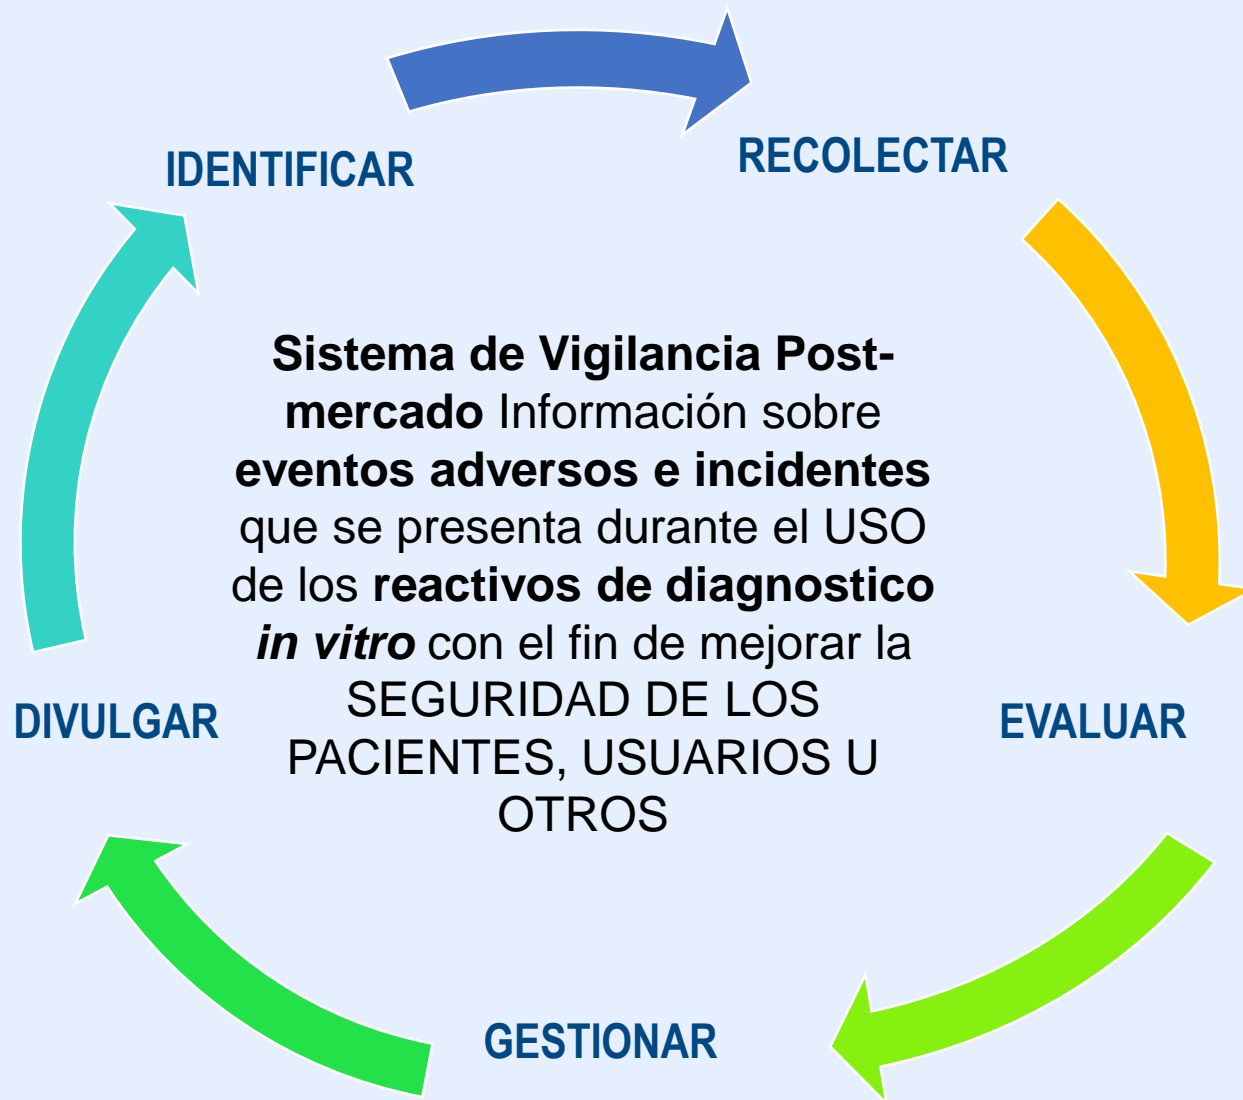 IDENTIFICAR
RECOLECTAR
Sistema de Vigilancia Post-
mercado Información sobre
eventos adversos e incidentes
que se presenta durante el USO
de los reactivos de diagnostico
in vitro con el fin de mejorar la
SEGURIDAD DE LOS
PACIENTES, USUARIOS U
OTROS
DIVULGAR
EVALUAR
GESTIONAR